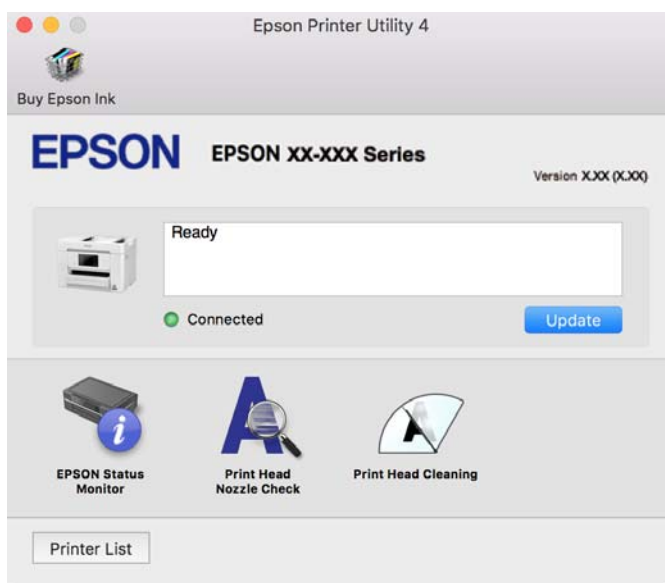 Epson Printer Utility 4
Buy Epson Ink
EPSON
EPSON XX-XXX Series
Version X.XX (X.XX)
Ready
Connected
Update
EPSON Status
Monitor
Print Head
Nozzle Check
Print Head Cleaning
Printer List